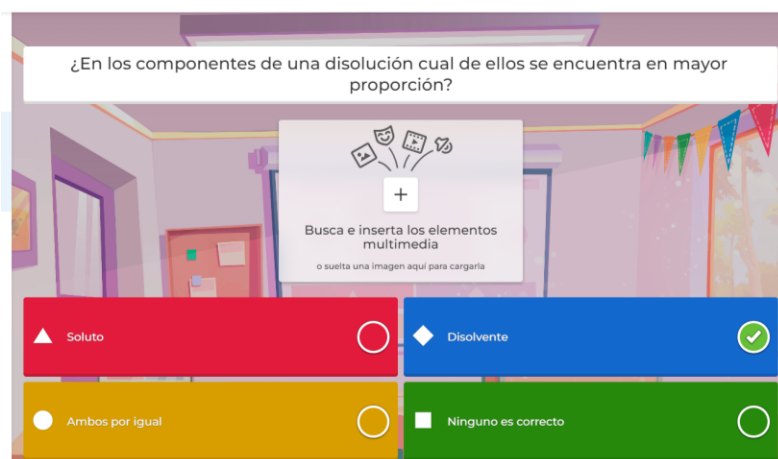 ¿En los componentes de una disolución cual de ellos se encuentra en mayor
proporción?
Busca e inserta los elementos
multimedia
o suelta una imagen aquí para cargarla
Soluto
Disolvente
Ambos por igual
Ninguno es correcto